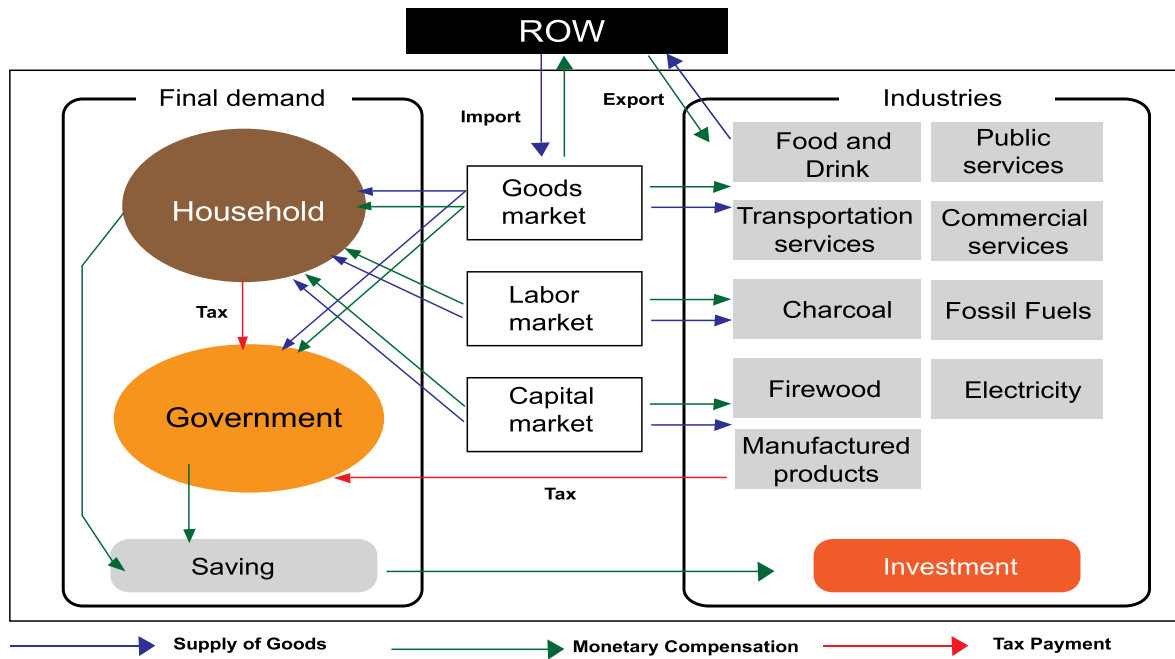 ROW
Final demand
Import
Export
Industries
Household
Goods
market
Food and
Drink
Public
services
Transportation
services
Commercial
services
Tax
Labor
market
Charcoal
Fossil Fuels
Government
Capital
market
Firewood
Electricity
Manufactured
products
Tax
Saving
Investment
Supply of Goods
Monetary Compensation
Tax Payment